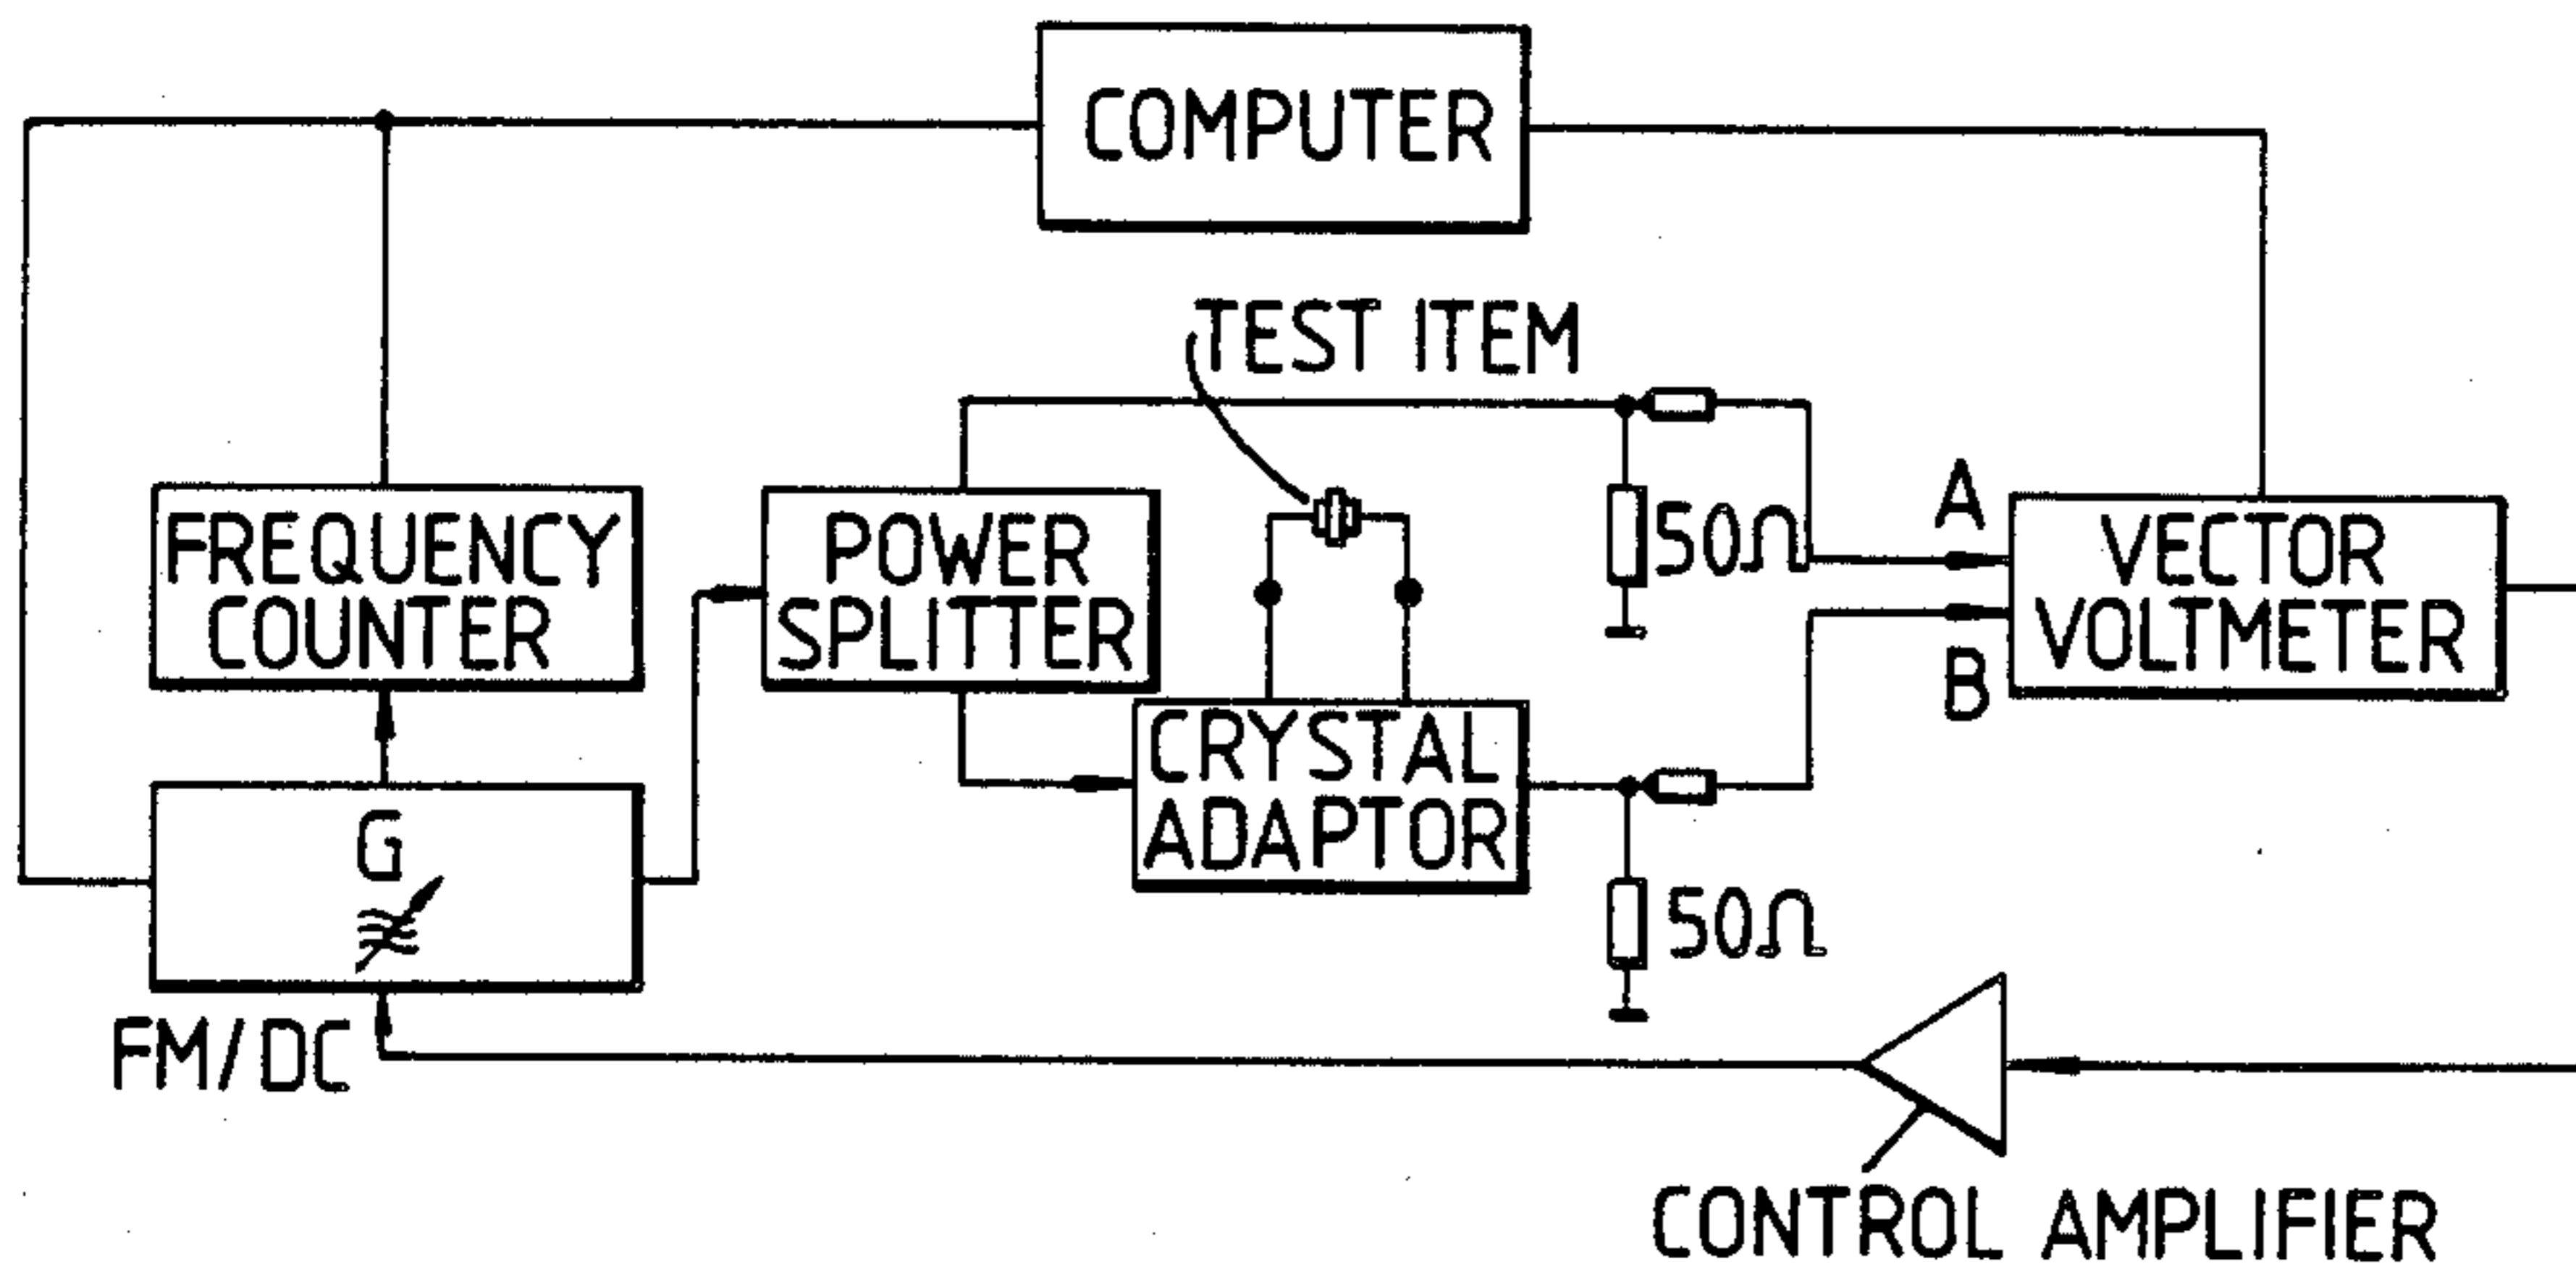 COMPUTER
TEST ITEM
FREQUENCY
COUNTER
POWER
SPLITTER
50Ω
A
B
VECTOR
VOLTMETER
CRYSTAL
ADAPTOR
G
50Ω
FM/DC
CONTROL AMPLIFIER